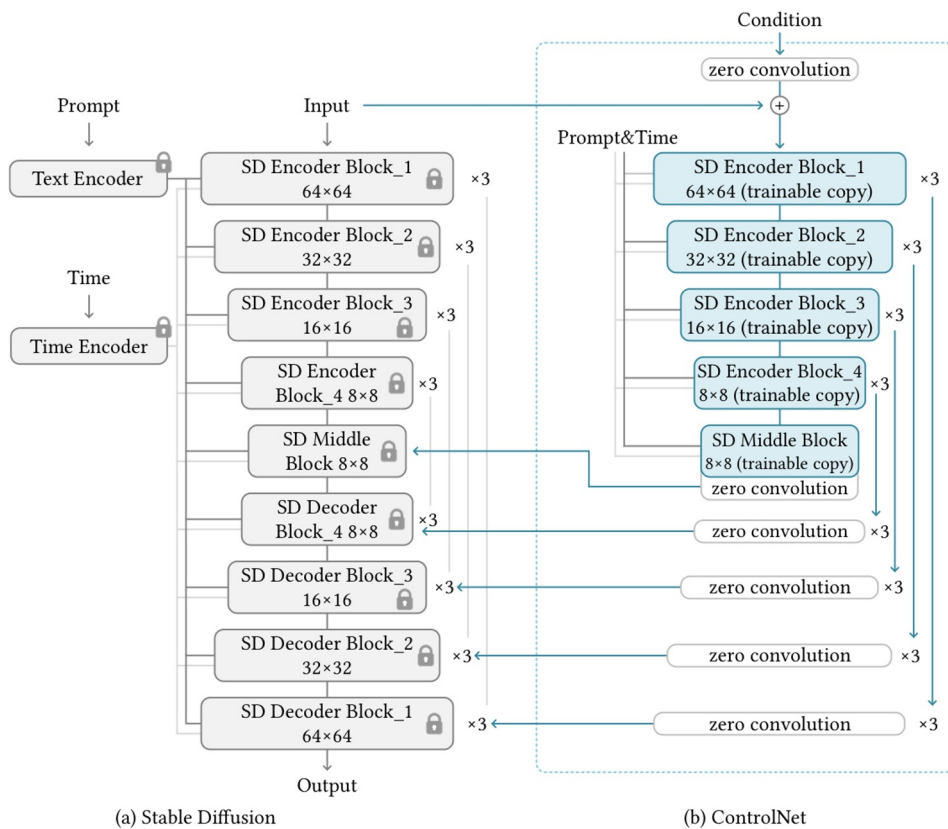 Condition
zero convolution
Prompt
Input
+
Prompt&Time
Text Encoder
SD Encoder Block_1
64×64
×3
SD Encoder Block_1
64×64 (trainable copy)
×3
SD Encoder Block_2
32×32
×3
SD Encoder Block_2
32×32 (trainable copy)
×3
Time
Time Encoder
SD Encoder Block_3
16×16
×3
SD Encoder Block_3
16×16 (trainable copy)
×3
SD Encoder
Block_4 8×8
×3
SD Encoder Block_4
8×8 (trainable copy)
×3
SD Middle
Block 8×8
SD Middle Block
8×8 (trainable copy)
zero convolution
SD Decoder
Block_4 8×8
×3
zero convolution
×3
SD Decoder Block_3
16×16
×3
zero convolution
×3
SD Decoder Block_2
32×32
×3
zero convolution
×3
SD Decoder Block_1
64×64
×3
zero convolution
×3
Output
(a) Stable Diffusion
(b) ControlNet